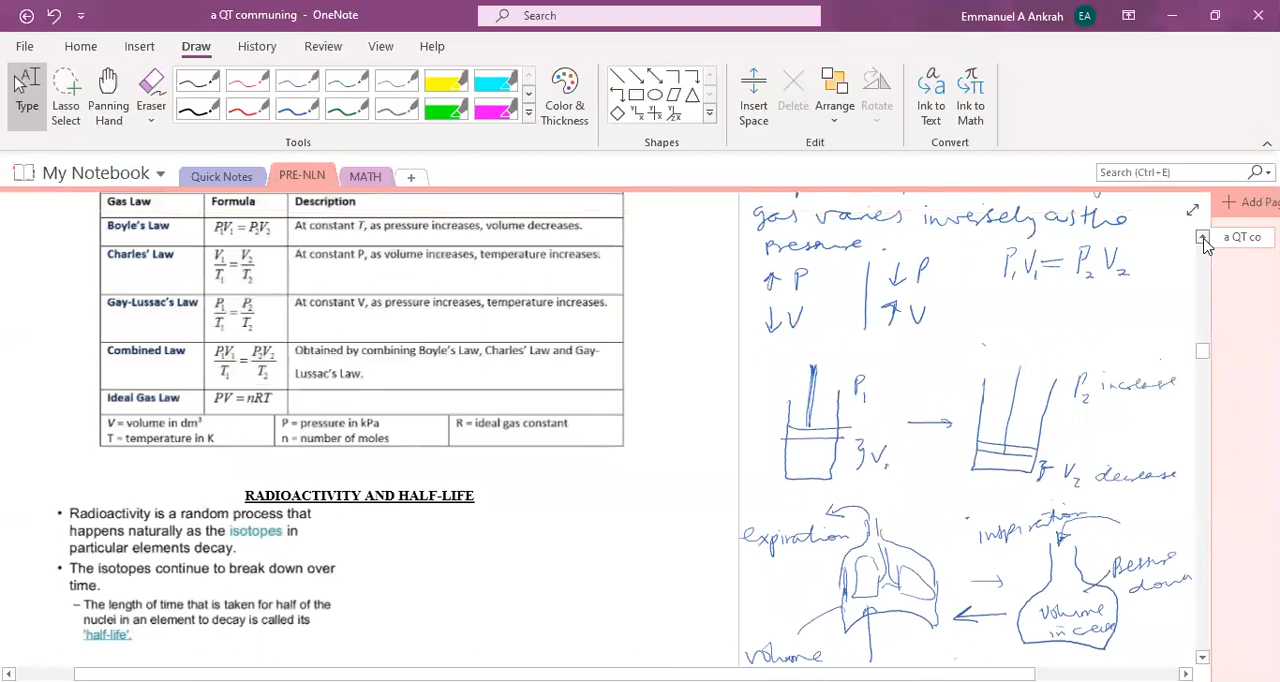 a QT communing - OneNote
Search
Emmanuel A Ankrah
EA
File
Home
Insert
Draw
History
Review
View
Help
Type
Lasso Select
Panning Hand
Eraser
Color & Thickness
Insert Space
Delete
Arrange
Rotate
Ink to Text
Ink to Math
Tools
Shapes
Edit
Convert
My Notebook
Quick Notes
PRE-NLN
MATH
+
Search (Ctrl+E)
Add Pag
a QT co
Gas Law Formula Description
Boyle's Law P₁V₁ = P₂V₂ At constant T, as pressure increases, volume decreases.
Charles' Law V₁/T₁ = V₂/T₂ At constant P, as volume increases, temperature increases.
Gay-Lussac's Law P₁/T₁ = P₂/T₂ At constant V, as pressure increases, temperature increases.
Combined Law P₁V₁/T₁ = P₂V₂/T₂ Obtained by combining Boyle's Law, Charles' Law and Gay-
Lussac's Law.
Ideal Gas Law PV = nRT
V = volume in dm³ P = pressure in kPa R = ideal gas constant
T = temperature in K n = number of moles
RADIOACTIVITY AND HALF-LIFE
• Radioactivity is a random process that
happens naturally as the isotopes in
particular elements decay.
• The isotopes continue to break down over
time.
– The length of time that is taken for half of the
nuclei in an element to decay is called its
'half-life'.
gas varies inversely as the
pressure.
↑ P ↓ P P₁V₁ = P₂V₂
↓ V ↑ V
P₁ P₂ increase
V₁ V₂ decrease
expiration inspiration
Pressure
down
volume
volume